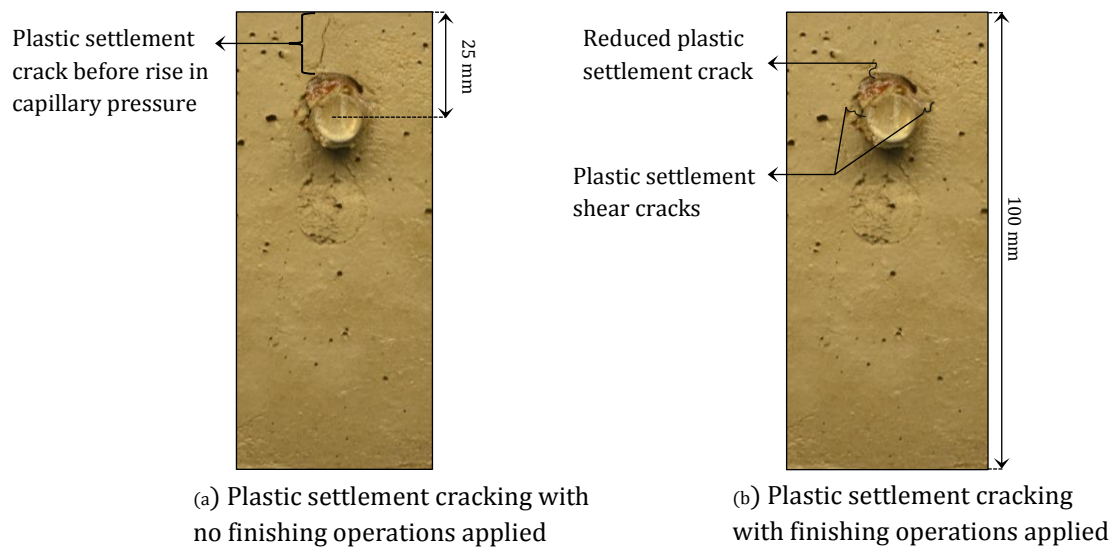 Plastic settlement
crack before rise in
capillary pressure
25 mm
(a) Plastic settlement cracking with
no finishing operations applied
Reduced plastic
settlement crack
Plastic settlement
shear cracks
100 mm
(b) Plastic settlement cracking
with finishing operations applied